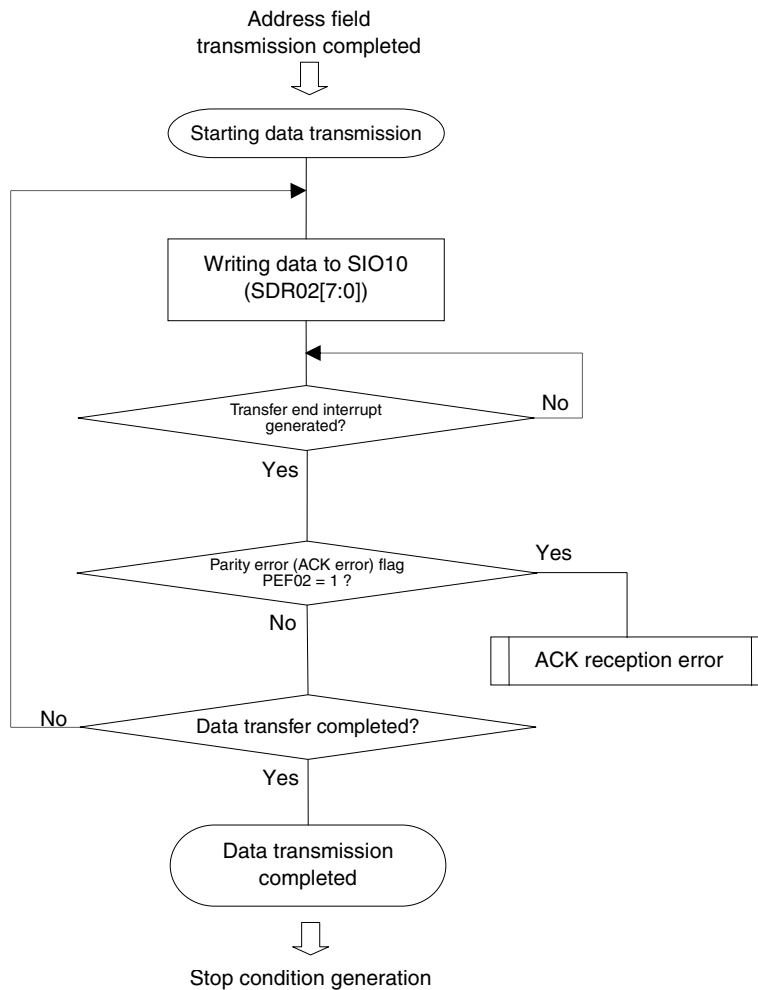 Address field
transmission completed
Starting data transmission
Writing data to SIO10
(SDR02[7:0])
Transfer end interrupt
generated?
No
Yes
Parity error (ACK error) flag
PEF02 = 1 ?
Yes
No
ACK reception error
Data transfer completed?
No
Yes
Data transmission
completed
Stop condition generation